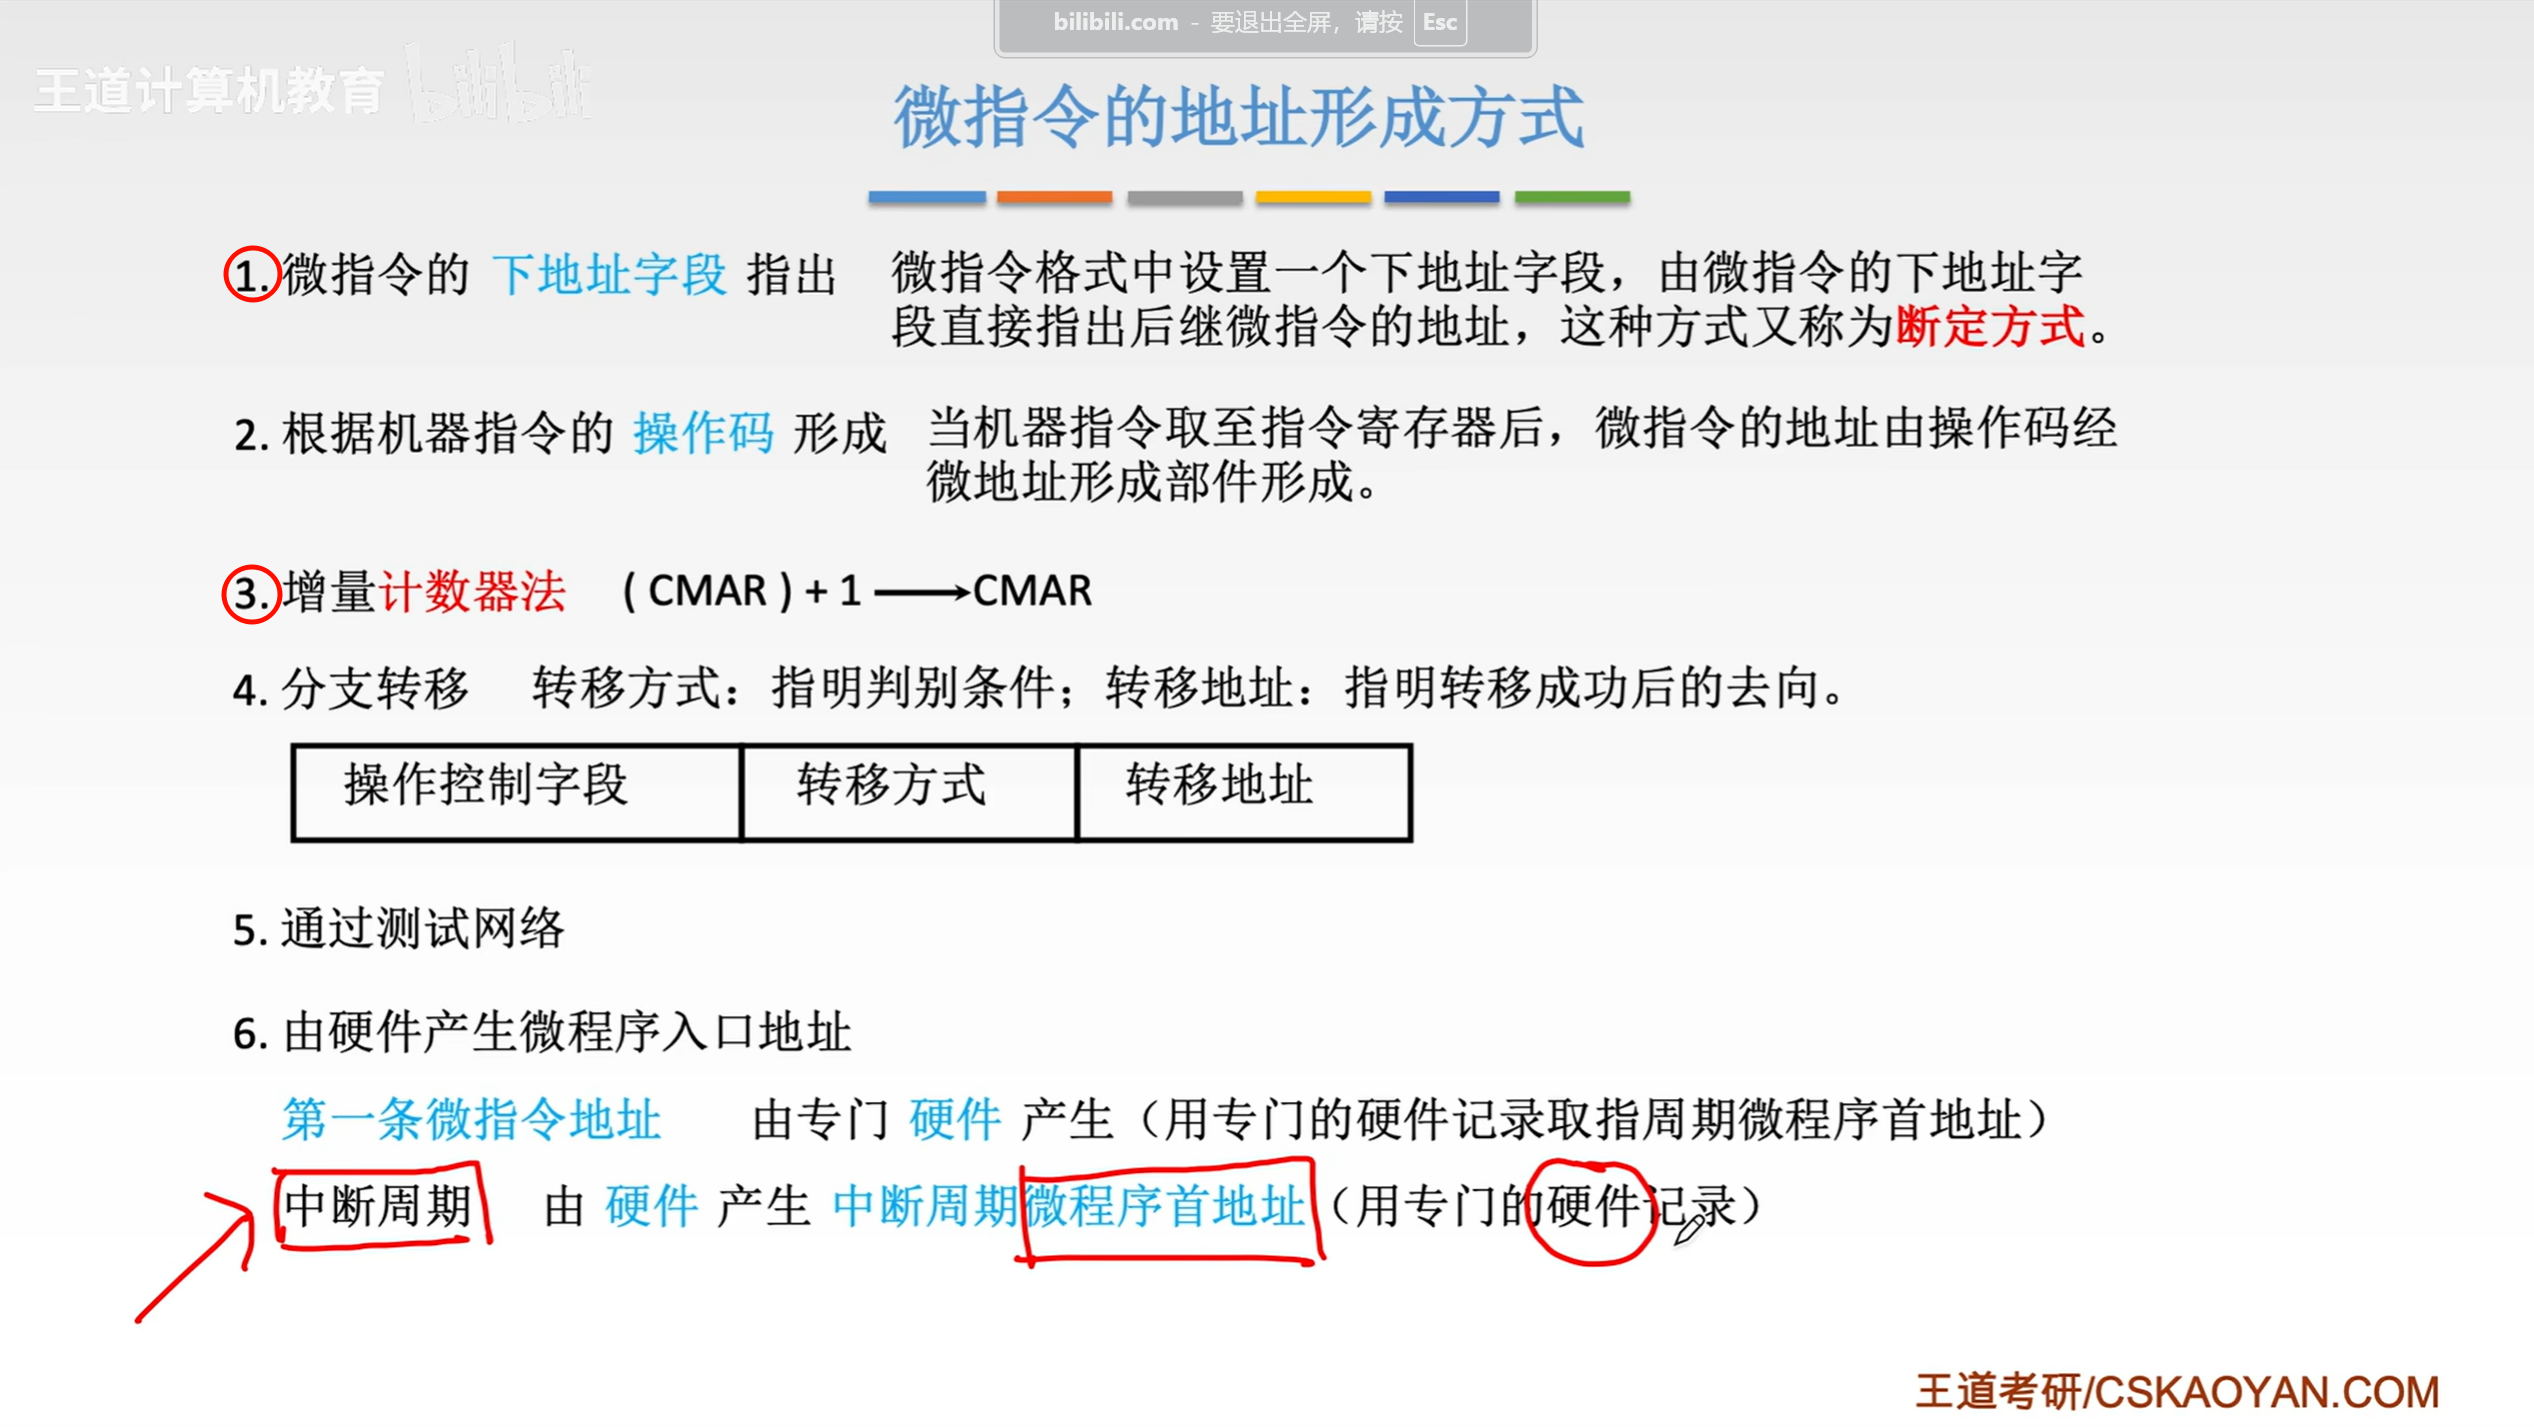 bilibili.com - 要退出全屏，请按 Esc
王道计算机教育 bilibili
微指令的地址形成方式
1. 微指令的 下地址字段 指出 微指令格式中设置一个下地址字段，由微指令的下地址字
段直接指出后继微指令的地址，这种方式又称为断定方式。
2. 根据机器指令的 操作码 形成 当机器指令取至指令寄存器后，微指令的地址由操作码经
微地址形成部件形成。
3. 增量计数器法 ( CMAR ) + 1 ⟶ CMAR
4. 分支转移 转移方式：指明判别条件；转移地址：指明转移成功后的去向。
操作控制字段 转移方式 转移地址
5. 通过测试网络
6. 由硬件产生微程序入口地址
第一条微指令地址 由专门 硬件 产生（用专门的硬件记录取指周期微程序首地址）
中断周期 由 硬件 产生 中断周期微程序首地址（用专门的硬件记录）
王道考研/CSKAOYAN.COM